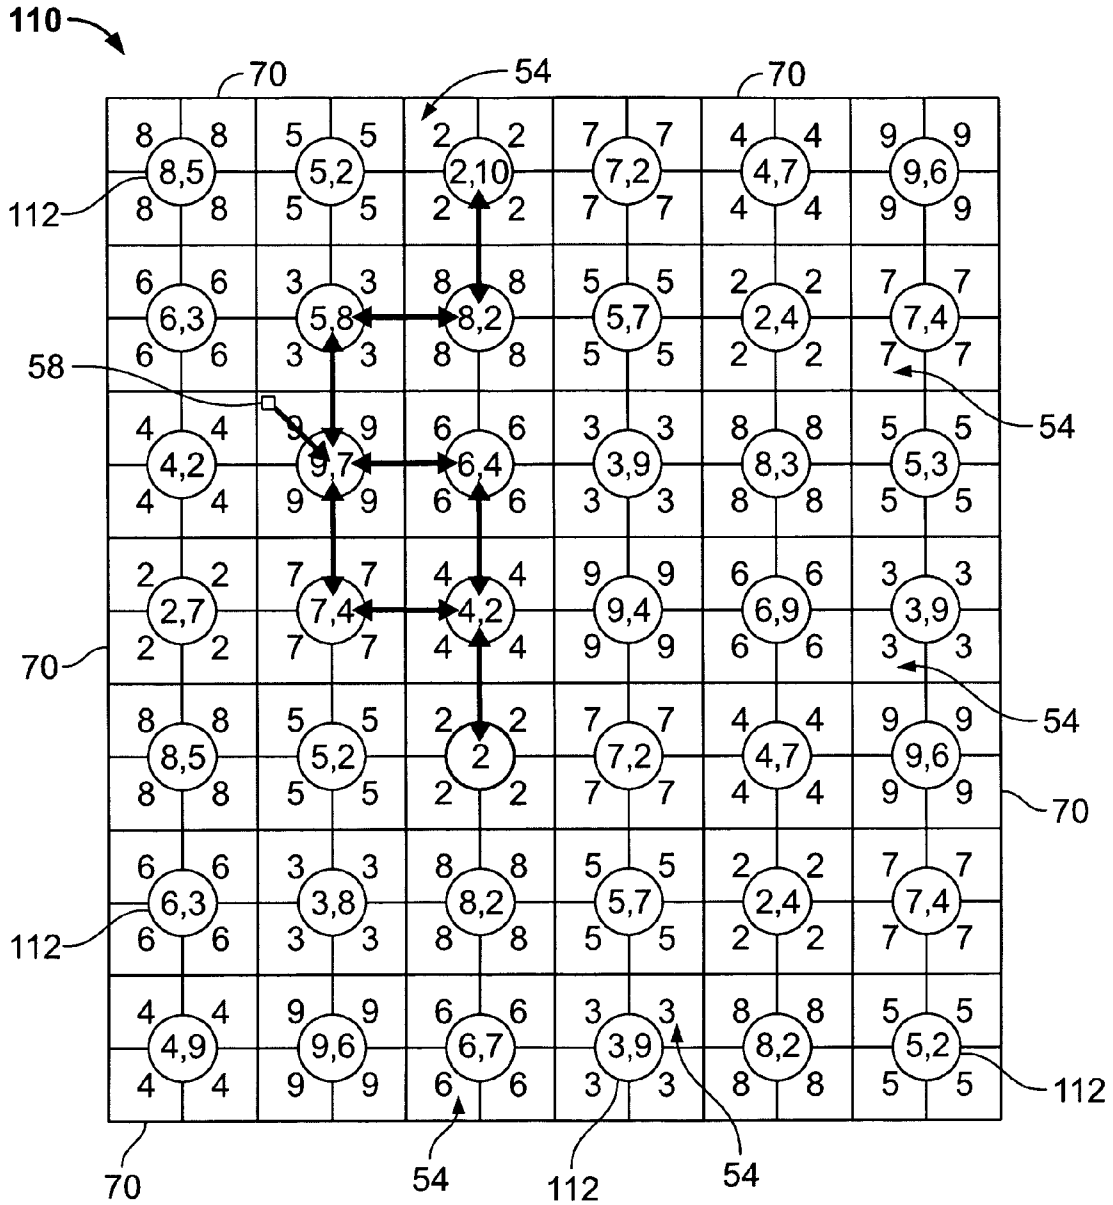 110
70 54 70
8 8 5 5 2 2 7 7 4 4 9 9
8,5 5,2 2,10 7,2 4,7 9,6
112
8 8 5 5 2 2 7 7 4 4 9 9
6 6 3 3 8 8 5 5 2 2 7 7
6,3 5,8 8,2 5,7 2,4 7,4
6 6 3 3 8 8 5 5 2 2 7 7
58
54
4 4 9 9 6 6 3 3 8 8 5 5
4,2 9,7 6,4 3,9 8,3 5,3
4 4 9 9 6 6 3 3 8 8 5 5
2 2 7 7 4 4 9 9 6 6 3 3
2,7 7,4 4,2 9,4 6,9 3,9
2 2 7 7 4 4 9 9 6 6 3 3
70
54
8 8 5 5 2 2 7 7 4 4 9 9
8,5 5,2 2 7,2 4,7 9,6
8 8 5 5 2 2 7 7 4 4 9 9
70
6 6 3 3 8 8 5 5 2 2 7 7
6,3 3,8 8,2 5,7 2,4 7,4
112
6 6 3 3 8 8 5 5 2 2 7 7
4 4 9 9 6 6 3 3 8 8 5 5
4,9 9,6 6,7 3,9 8,2 5,2
4 4 9 9 6 6 3 3 8 8 5 5
112
70 54 112 54